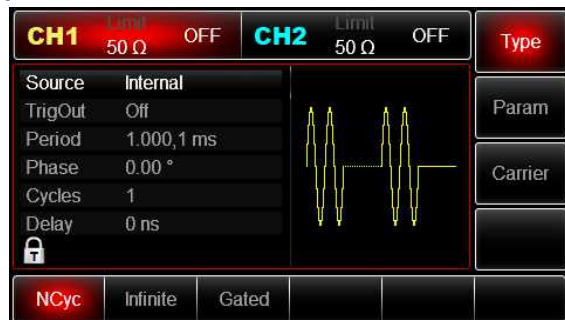 CH1 Limit 50 Ω OFF CH2 Limit 50 Ω OFF Type
Source Internal
TrigOut Off
Param
Period 1.000,1 ms
Phase 0.00 °
Carrier
Cycles 1
Delay 0 ns
T
NCyc Infinite Gated